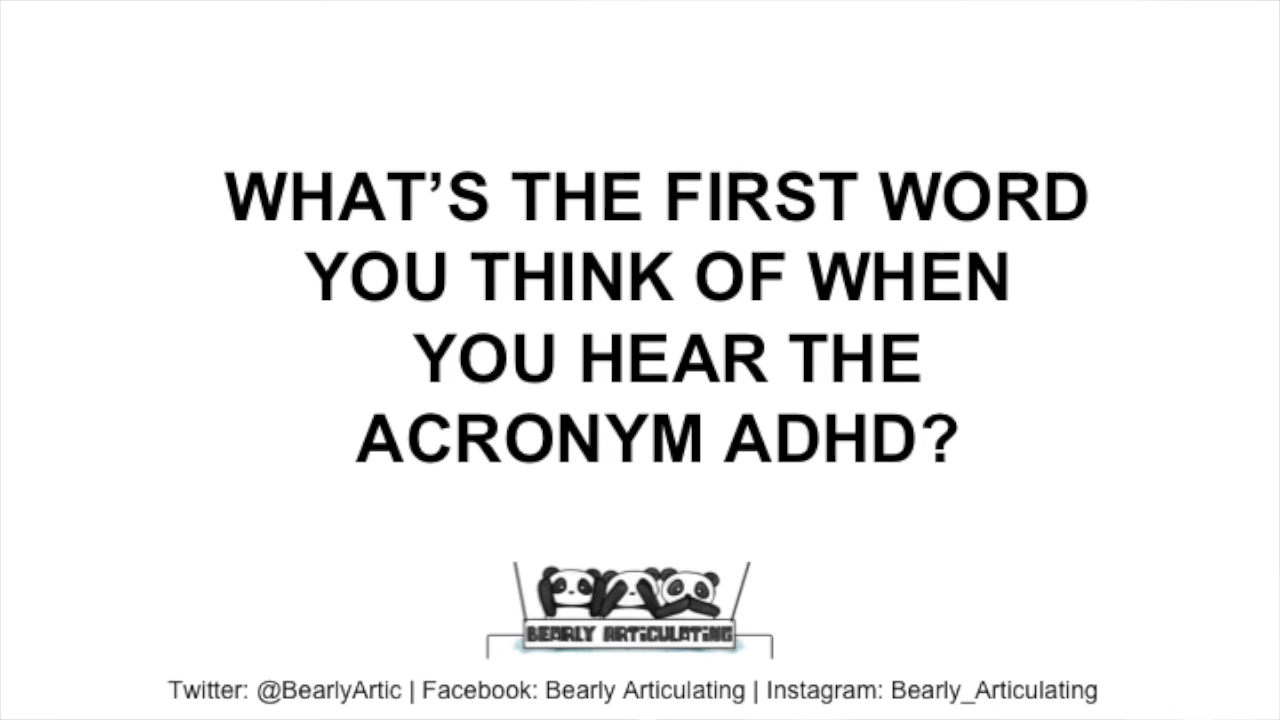 WHAT’S THE FIRST WORD
YOU THINK OF WHEN
YOU HEAR THE
ACRONYM ADHD?
BEARLY ARTiCULATiNG
Twitter: @BearlyArtic | Facebook: Bearly Articulating | Instagram: Bearly_Articulating